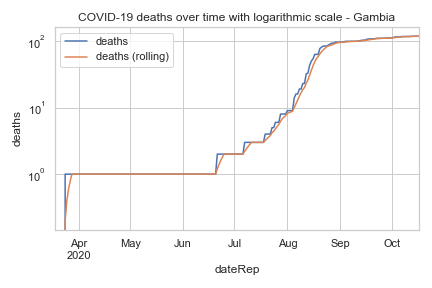 COVID-19 deaths over time with logarithmic scale - Gambia
deaths
deaths (rolling)
10²
10¹
10⁰
deaths
Apr
2020
May
Jun
Jul
Aug
Sep
Oct
dateRep